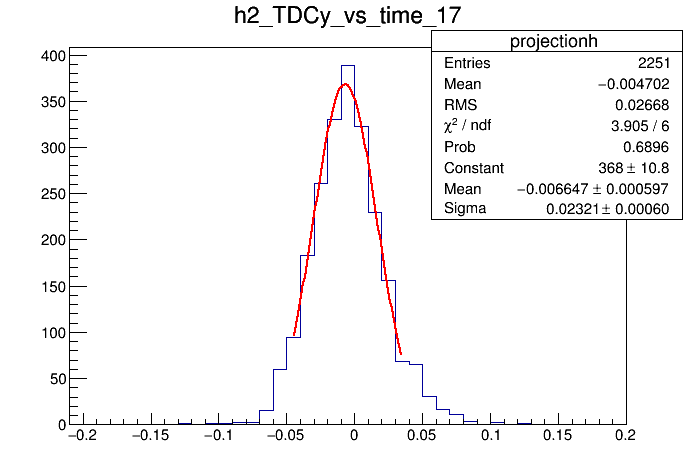 h2_TDCy_vs_time_17
projectionh
Entries 2251
Mean −0.004702
RMS 0.02668
χ² / ndf 3.905 / 6
Prob 0.6896
Constant 368 ± 10.8
Mean −0.006647 ± 0.000597
Sigma 0.02321 ± 0.00060
400
350
300
250
200
150
100
50
0
−0.2 −0.15 −0.1 −0.05 0 0.05 0.1 0.15 0.2